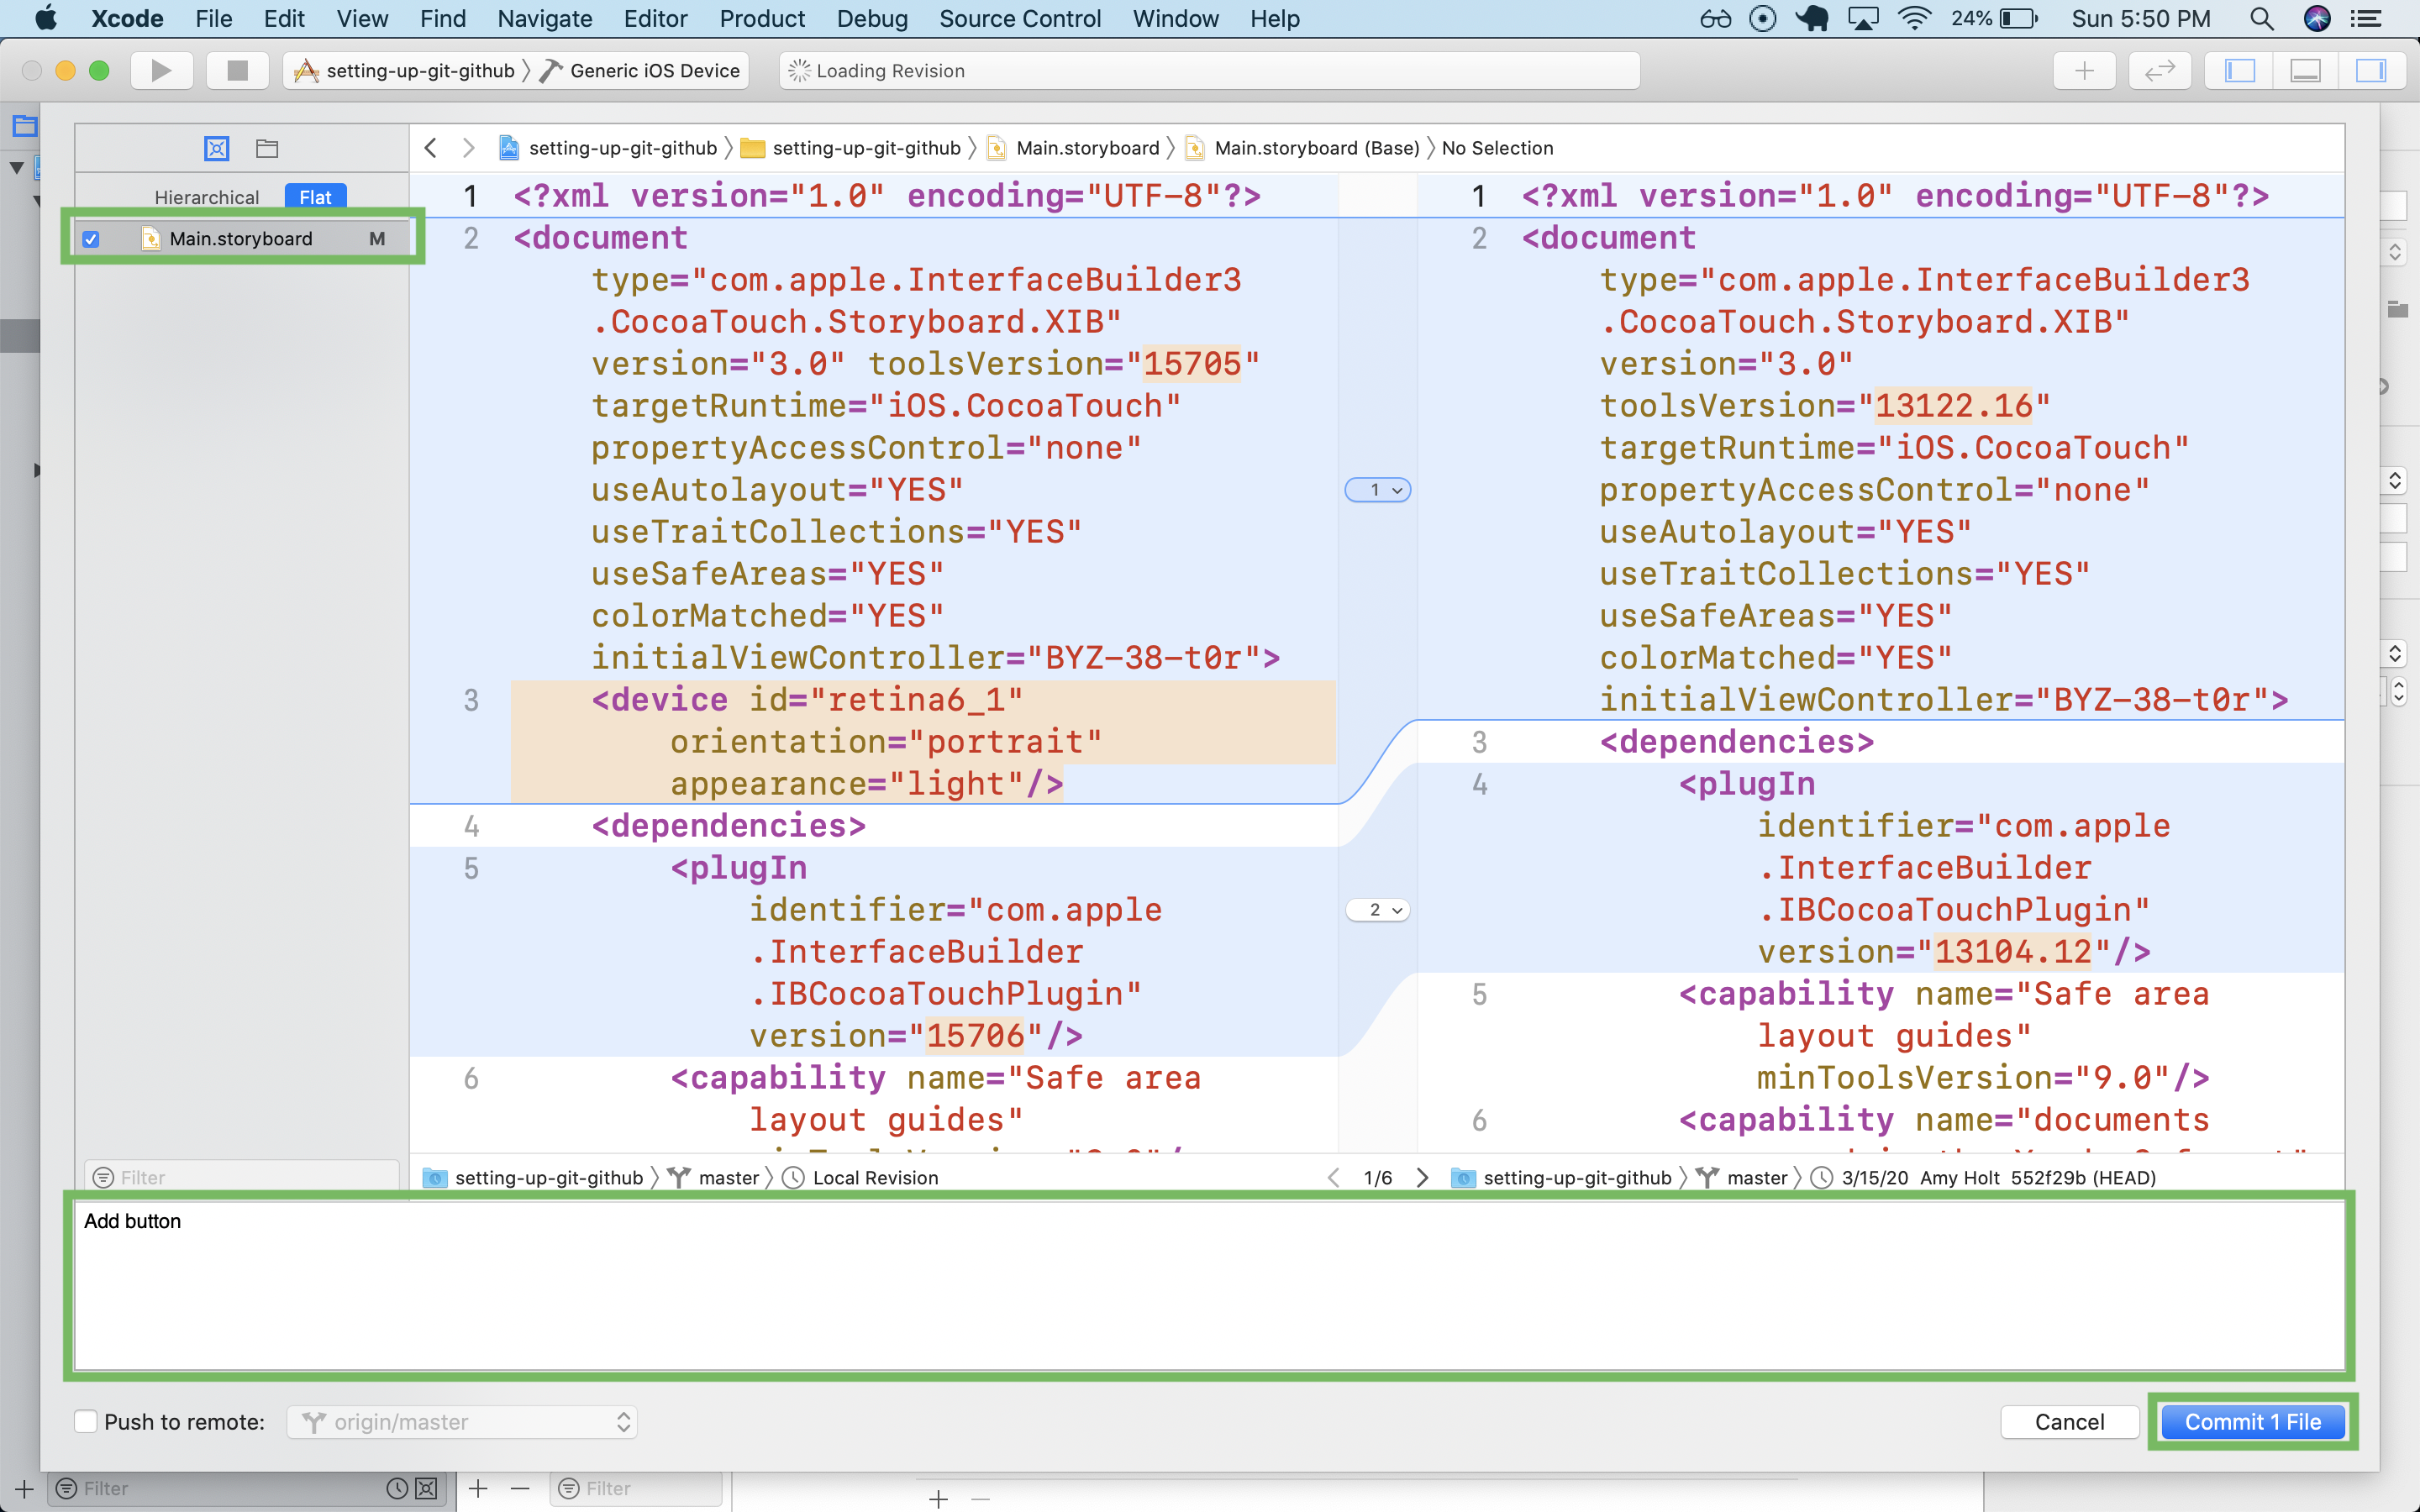 Xcode File Edit View Find Navigate Editor Product Debug Source Control Window Help 24% Sun 5:50 PM
setting-up-git-github Generic iOS Device Loading Revision
setting-up-git-github setting-up-git-github Main.storyboard Main.storyboard (Base) No Selection
Hierarchical Flat
Main.storyboard M
1 <?xml version="1.0" encoding="UTF-8"?>
2 <document
type="com.apple.InterfaceBuilder3
.CocoaTouch.Storyboard.XIB"
version="3.0" toolsVersion="15705"
targetRuntime="iOS.CocoaTouch"
propertyAccessControl="none"
useAutolayout="YES"
useTraitCollections="YES"
useSafeAreas="YES"
colorMatched="YES"
initialViewController="BYZ-38-t0r">
3 <device id="retina6_1"
orientation="portrait"
appearance="light"/>
4 <dependencies>
5 <plugIn
identifier="com.apple
.InterfaceBuilder
.IBCocoaTouchPlugin"
version="15706"/>
6 <capability name="Safe area
layout guides"
1
2
1 <?xml version="1.0" encoding="UTF-8"?>
2 <document
type="com.apple.InterfaceBuilder3
.CocoaTouch.Storyboard.XIB"
version="3.0"
toolsVersion="13122.16"
targetRuntime="iOS.CocoaTouch"
propertyAccessControl="none"
useAutolayout="YES"
useTraitCollections="YES"
useSafeAreas="YES"
colorMatched="YES"
initialViewController="BYZ-38-t0r">
3 <dependencies>
4 <plugIn
identifier="com.apple
.InterfaceBuilder
.IBCocoaTouchPlugin"
version="13104.12"/>
5 <capability name="Safe area
layout guides"
minToolsVersion="9.0"/>
6 <capability name="documents
Filter
setting-up-git-github master Local Revision 1/6 setting-up-git-github master 3/15/20 Amy Holt 552f29b (HEAD)
Add button
Push to remote: origin/master Cancel Commit 1 File
Filter Filter